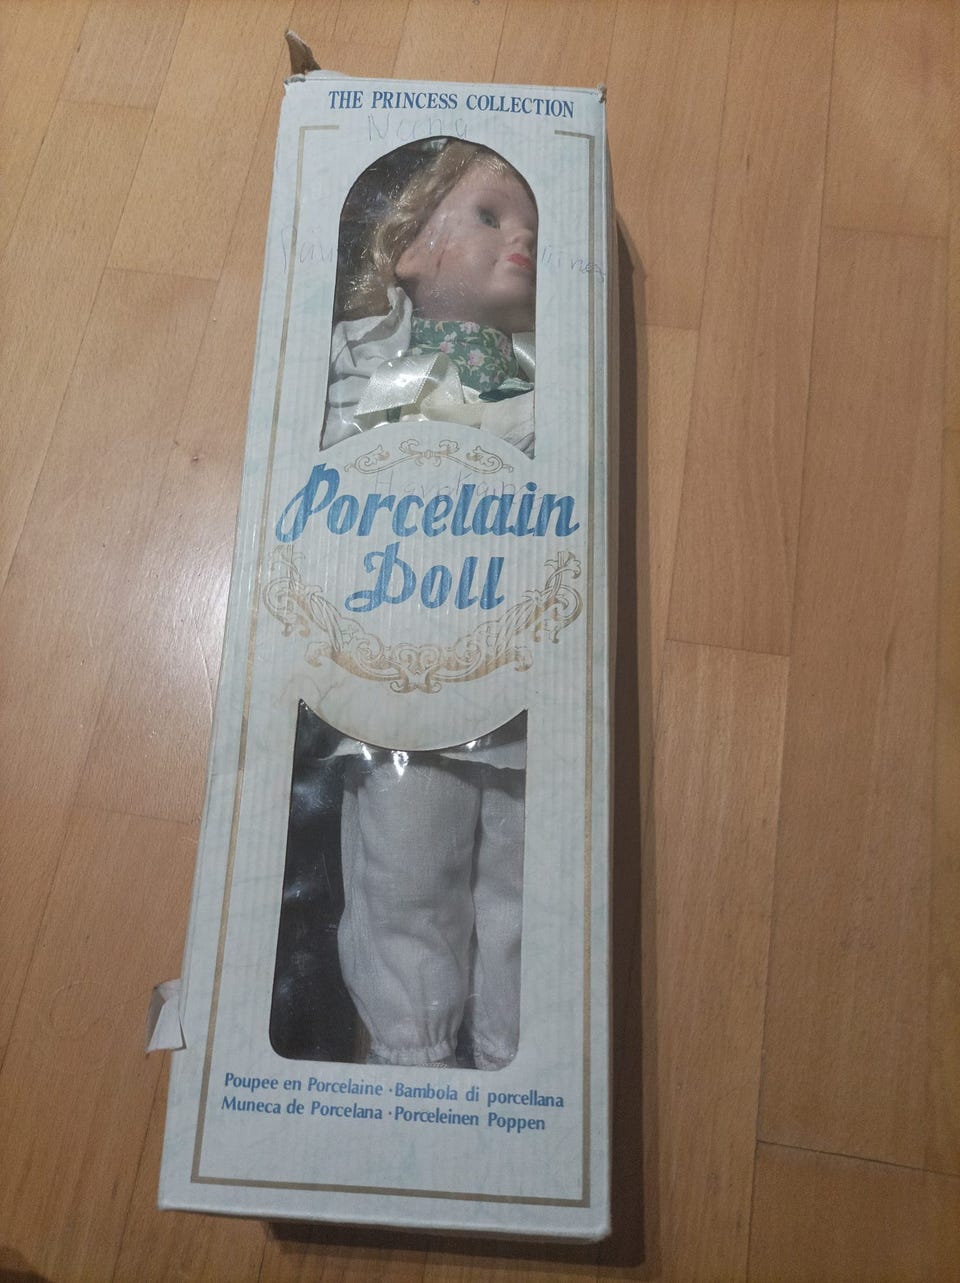 THE PRINCESS COLLECTION
Porcelain
Doll
Poupee en Porcelaine · Bambola di porcellana
Muneca de Porcelana · Porceleinen Poppen